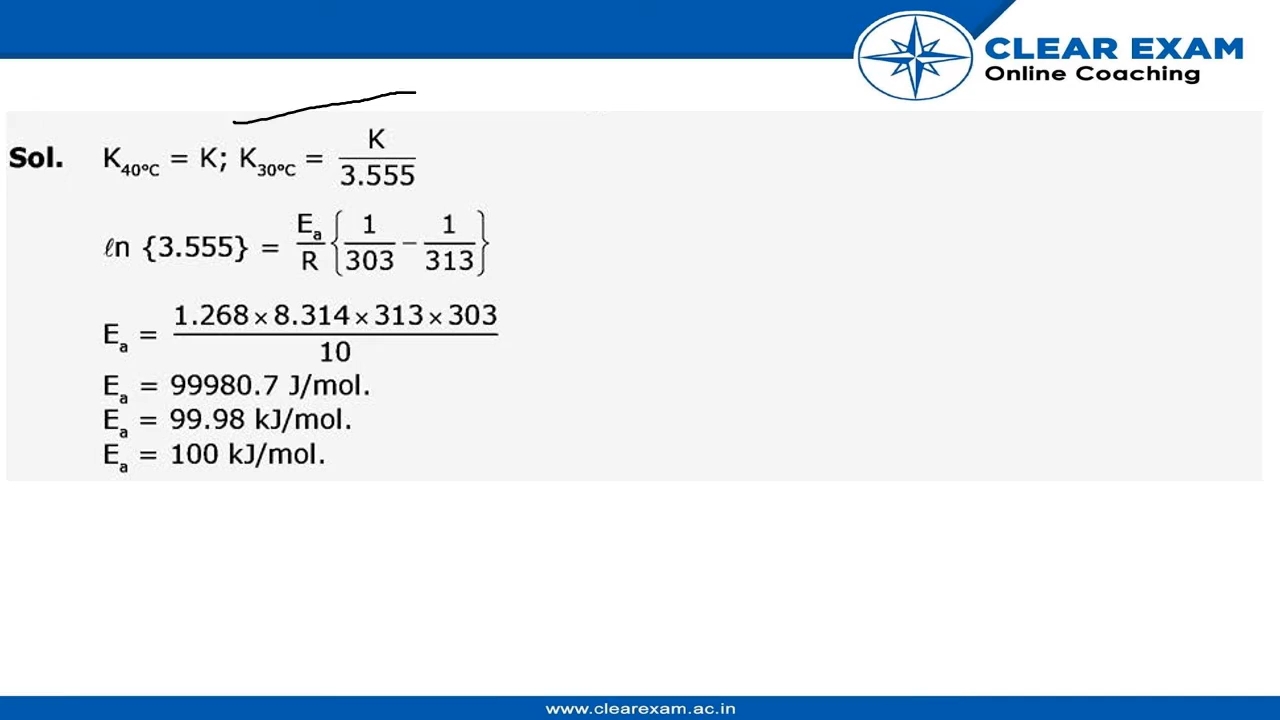 CLEAR EXAM
Online Coaching
Sol. K₄₀ₒC = K; K₃₀ₒC = K/3.555
ℓn {3.555} = Eₐ/R {1/303 − 1/313}
Eₐ = 1.268×8.314×313×303/10
Eₐ = 99980.7 J/mol.
Eₐ = 99.98 kJ/mol.
Eₐ = 100 kJ/mol.
www.clearexam.ac.in